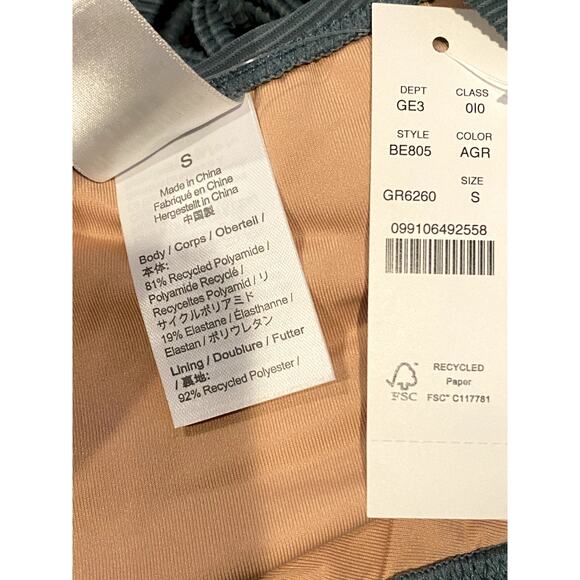 S
Made in China
Fabriqué en Chine
Hergestellt in China
中国製
Body / Corps / Oberteil /
本体:
81% Recycled Polyamide /
Polyamide Recyclé /
Recyceltes Polyamid / リ
サイクルポリアミド
19% Elastane / Élasthanne /
Elastan / ポリウレタン
Lining / Doublure / Futter
/ 裏地:
92% Recycled Polyester /
DEPT CLASS
GE3 0I0
STYLE COLOR
BE805 AGR
SIZE
GR6260 S
099106492558
RECYCLED
Paper
FSC
FSC™ C117781